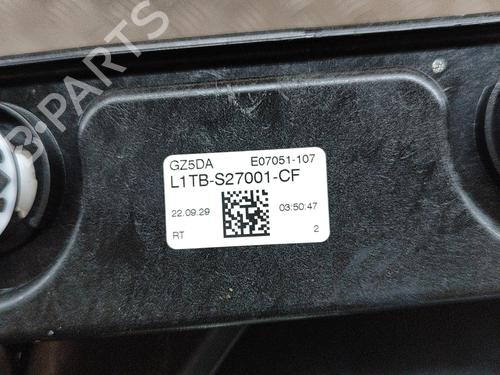 B-PARTS
GZ5DA E07051-107
L1TB-S27001-CF
22.09.29 03:50:47
RT 2